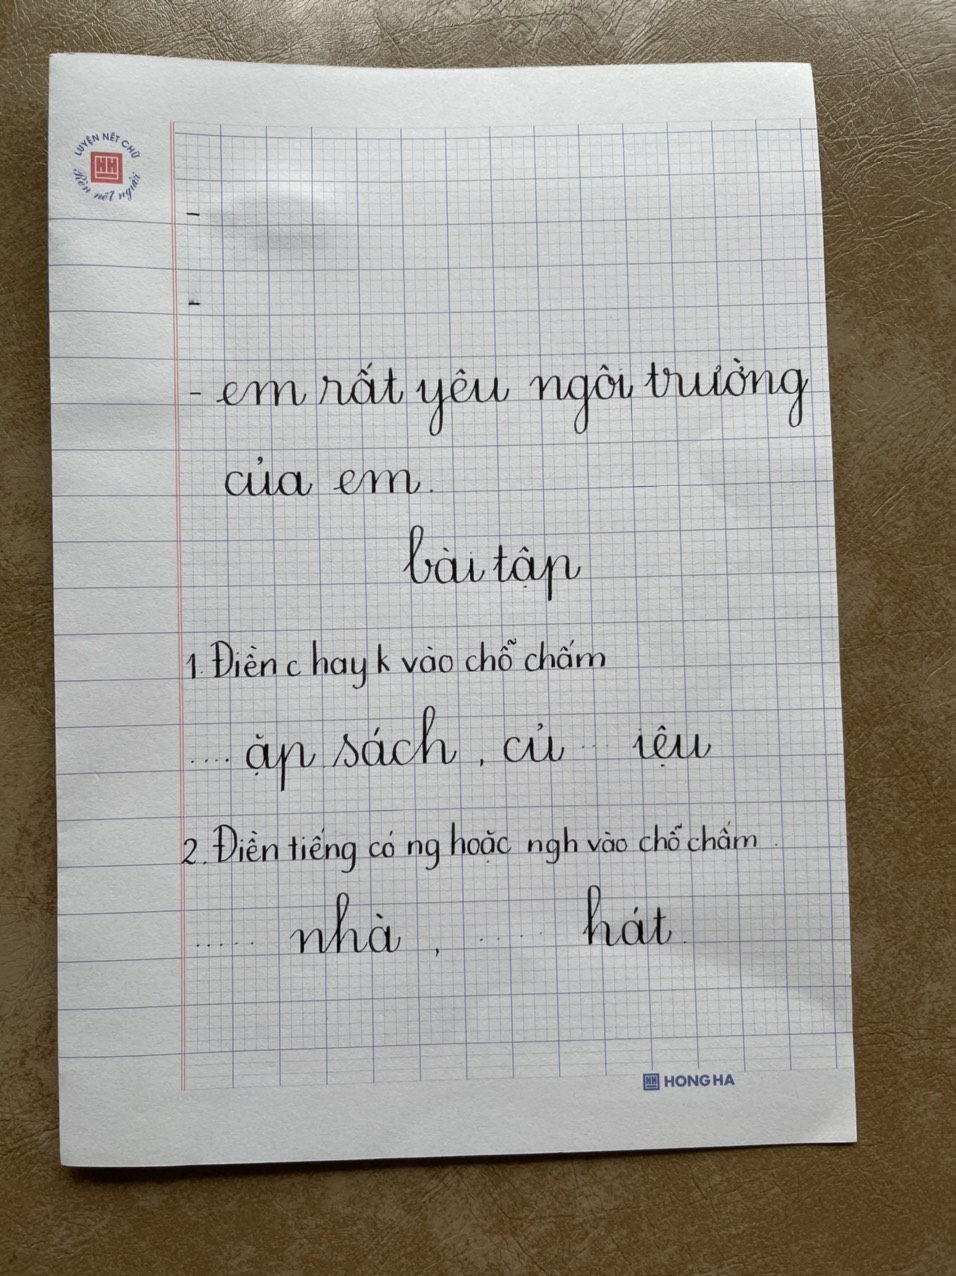 LUYỆN NÉT CHỮ
HH
Rèn nết người
-
-
- em rất yêu ngôi trường
của em.
bài tập
1. Điền c hay k vào chỗ chấm
.... ặp sách, củ .. iệu
2. Điền tiếng có ng hoặc ngh vào chỗ chấm.
..... nhà, ..... hát.
HH HONG HA